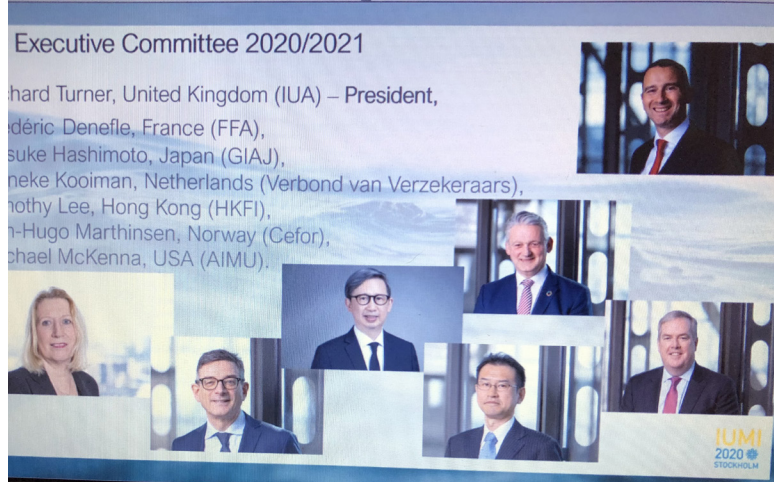 Executive Committee 2020/2021
chard Turner, United Kingdom (IUA) – President,
édéric Denefle, France (FFA),
suke Hashimoto, Japan (GIAJ),
neke Kooiman, Netherlands (Verbond van Verzekeraars),
mothy Lee, Hong Kong (HKFI),
n-Hugo Marthinsen, Norway (Cefor),
chael McKenna, USA (AIMU).
IUMI
2020
STOCKHOLM